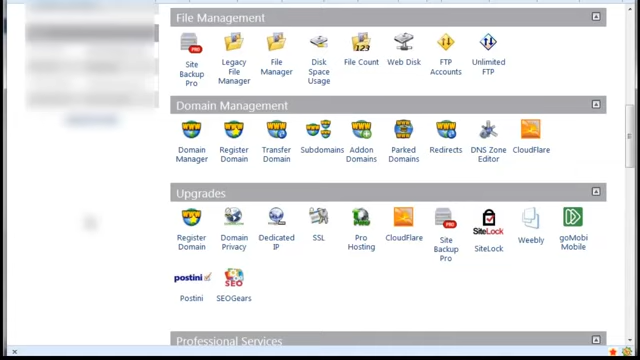 File Management
Site Backup Pro
Legacy File Manager
File Manager
Disk Space Usage
123
File Count
Web Disk
FTP Accounts
Unlimited FTP
Domain Management
Domain Manager
Register Domain
Transfer Domain
Subdomains
Addon Domains
Parked Domains
Redirects
DNS Zone Editor
CloudFlare
Upgrades
Register Domain
Domain Privacy
Dedicated IP
SSL
Pro Hosting
CloudFlare
Site Backup Pro
SiteLock
SiteLock
Weebly
goMobi Mobile
postini
Postini
SEO
SEOGears
Professional Services